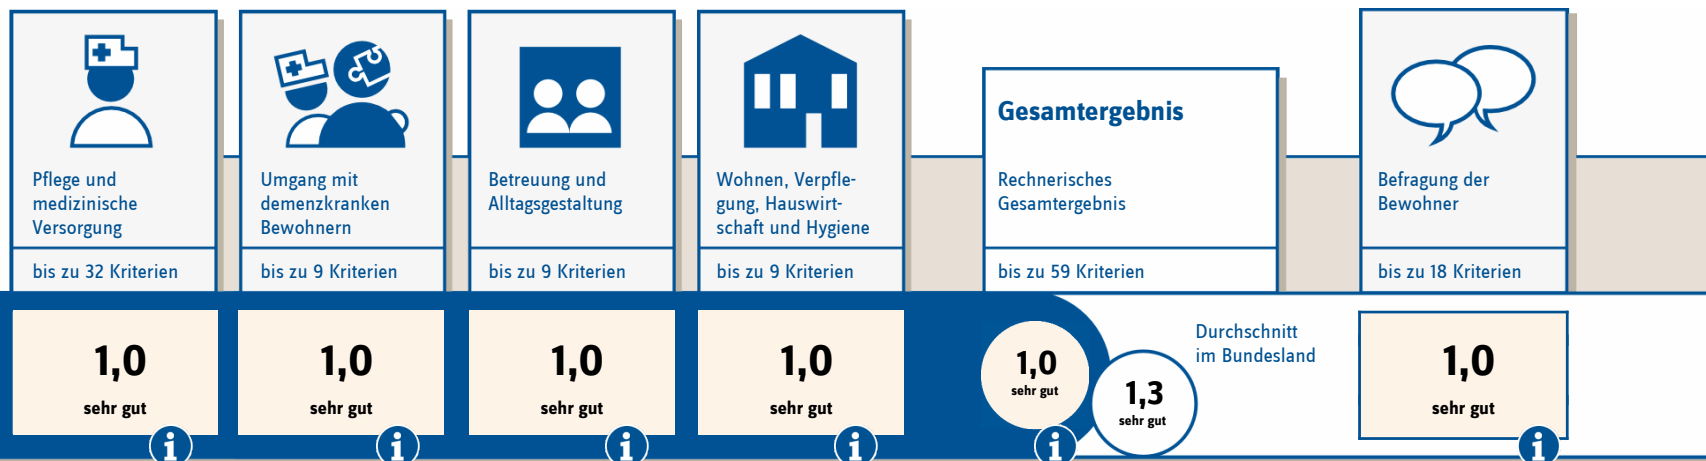 Pflege und
medizinische
Versorgung
bis zu 32 Kriterien
1,0
sehr gut
i
Umgang mit
demenzkranken
Bewohnern
bis zu 9 Kriterien
1,0
sehr gut
i
Betreuung und
Alltagsgestaltung
bis zu 9 Kriterien
1,0
sehr gut
i
Wohnen, Verpfle-
gung, Hauswirt-
schaft und Hygiene
bis zu 9 Kriterien
1,0
sehr gut
i
Gesamtergebnis
Rechnerisches
Gesamtergebnis
bis zu 59 Kriterien
1,0
sehr gut
i
Durchschnitt
im Bundesland
1,3
sehr gut
Befragung der
Bewohner
bis zu 18 Kriterien
1,0
sehr gut
i